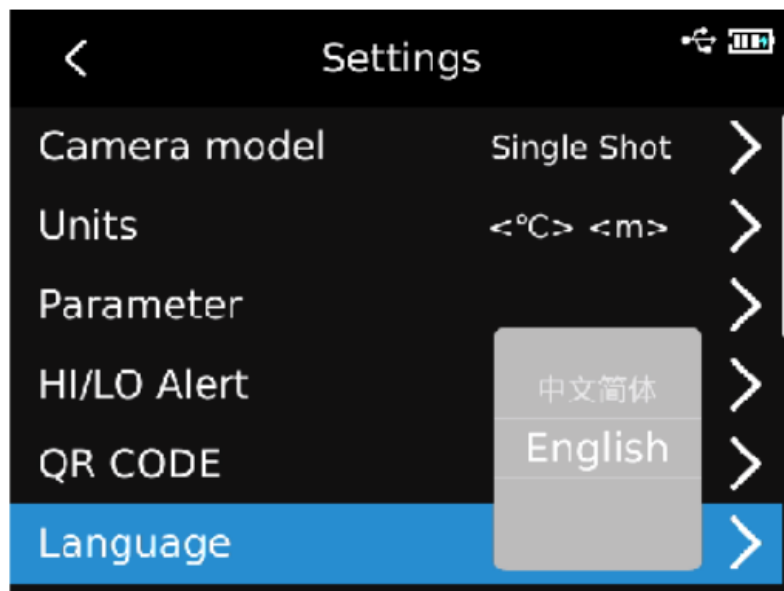 Settings
Camera model Single Shot
Units <°C> <m>
Parameter
HI/LO Alert
中文简体
QR CODE
English
Language